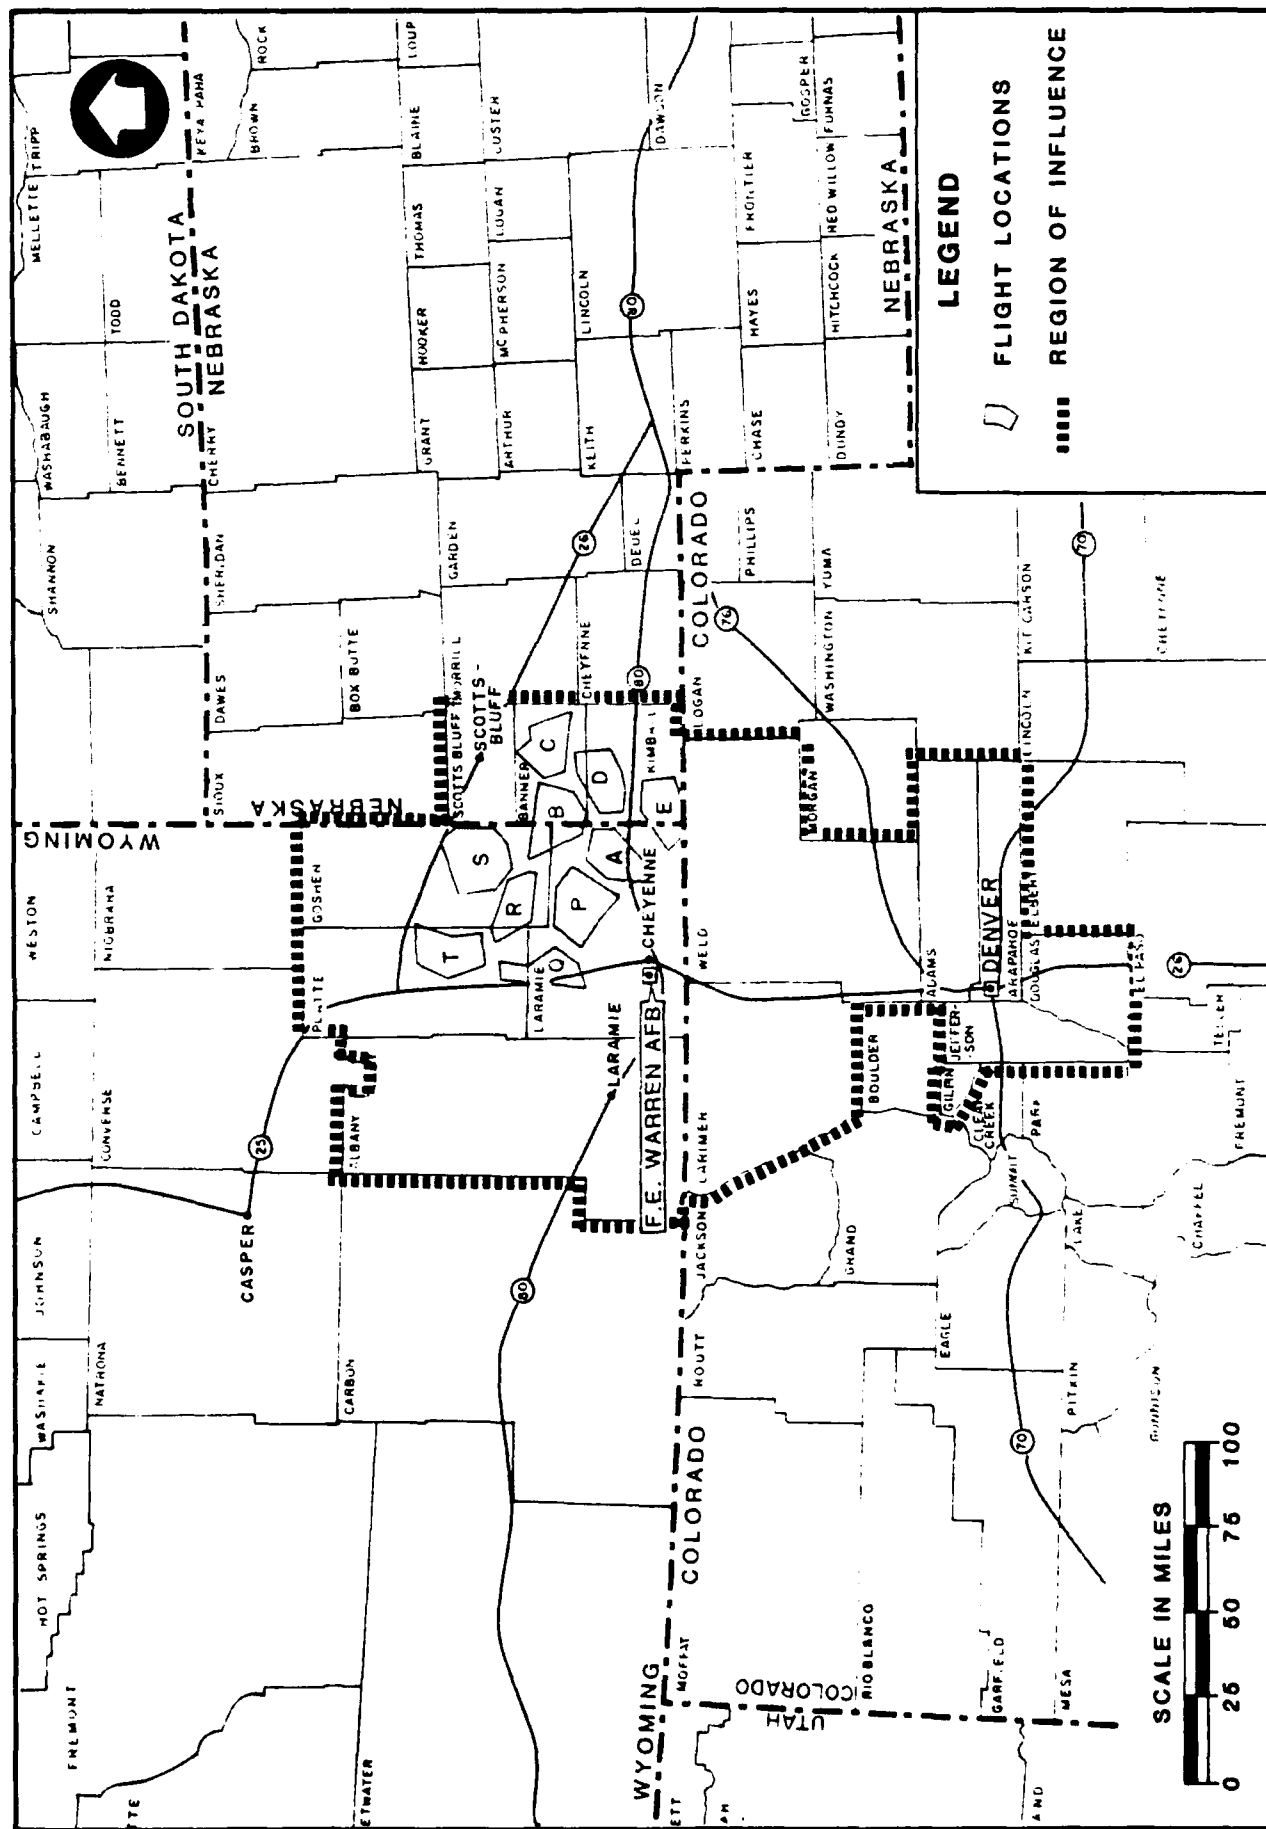 HOT SPRINGS
WASHAKIE
JOHNSON
CAMPBELL
WESTON
SHANNON
WASHABAUGH
MELLETTE
TRIPP
FREMONT
NATRONA
CONVERSE
NIOBRARA
BENNETT
TODD
WYOMING
NEBRASKA
SOUTH DAKOTA
NEBRASKA
SIOUX
DAWES
SHERIDAN
CHERRY
KEYA PAHA
BROWN
ROCK
CASPER
25
PLATTE
GOSHEN
BOX BUTTE
ETWATER
CARBON
ALBANY
SCOTTS BLUFF
MORRILL
GARDEN
GRANT
HOOKER
THOMAS
BLAINE
LOUP
SCOTTS-
BLUFF
T
S
R
LARAMIE
BANNER
C
ARTHUR
MC PHERSON
LOGAN
CUSTER
80
Q
P
B
D
CHEYENNE
26
KEITH
LINCOLN
LARAMIE
A
80
DEUEL
80
DAWSON
F.E. WARREN AFB
CHEYENNE
E
KIMBALL
WYOMING
COLORADO
MOFFAT
ROUTT
JACKSON
LARIMER
WELD
LOGAN
COLORADO
PERKINS
76
PHILLIPS
CHASE
HAYES
FRONTIER
GOSPER
UTAH
COLORADO
RIO BLANCO
GRAND
BOULDER
MORGAN
WASHINGTON
YUMA
DUNDY
HITCHCOCK
RED WILLOW
FURNAS
NEBRASKA
EAGLE
GILPIN
JEFFER-
SON
ADAMS
CLEAR
CREEK
DENVER
GARFIELD
SUMMIT
ARAPAHOE
MESA
PITKIN
70
LAKE
PARK
DOUGLAS
ELBERT
LINCOLN
KIT CARSON
70
GUNNISON
CHAFFEE
FREMONT
TELLER
EL PASO
26
CHEYENNE
SCALE IN MILES
0 25 50 75 100
LEGEND
FLIGHT LOCATIONS
REGION OF INFLUENCE